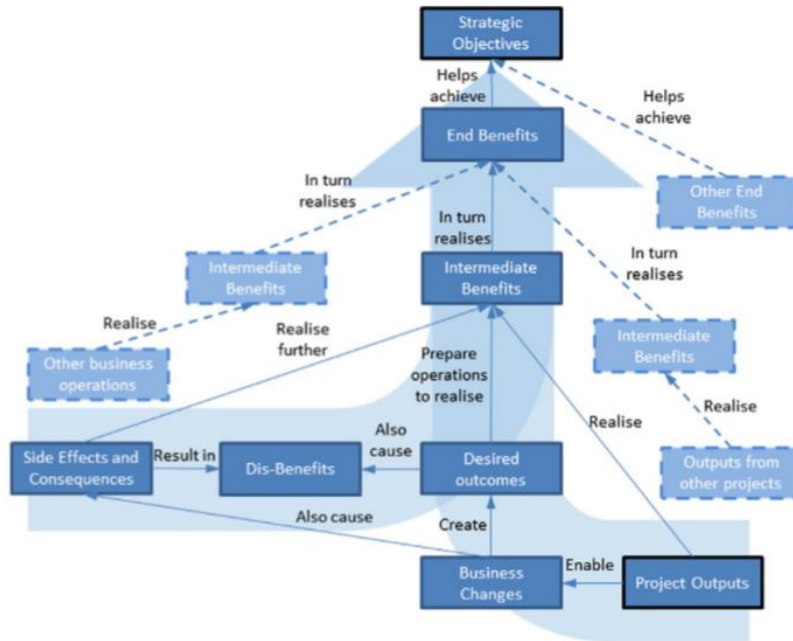 Strategic
Objectives
Helps
achieve
Helps
achieve
End Benefits
In turn
realises
Other End
Benefits
In turn
realises
In turn
realises
Intermediate
Benefits
Intermediate
Benefits
Realise
Realise
further
Intermediate
Benefits
Other business
operations
Prepare
operations
to realise
Realise
Realise
Also
cause
Side Effects and
Consequences
Result in
Dis-Benefits
Desired
outcomes
Outputs from
other projects
Also cause
Create
Enable
Business
Changes
Project Outputs